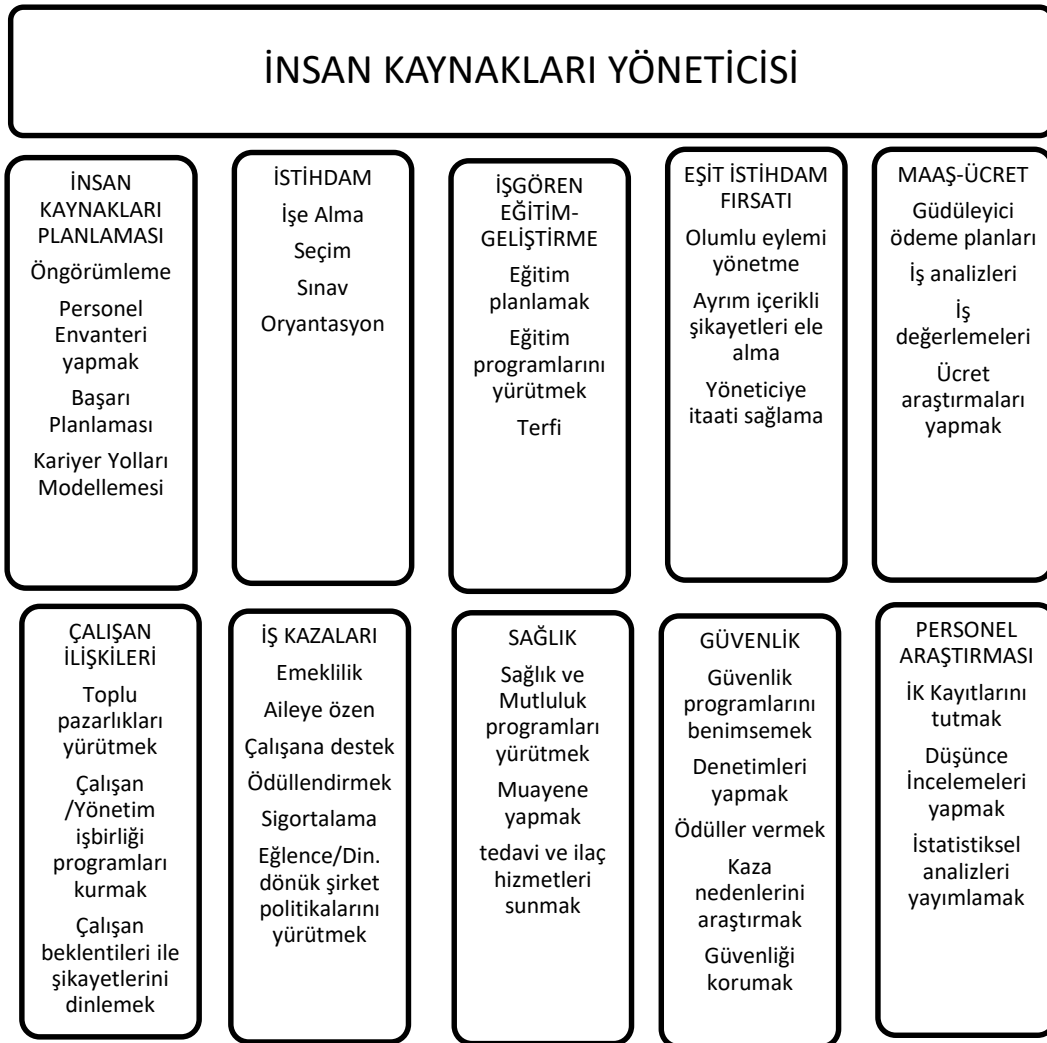 İNSAN KAYNAKLARI YÖNETİCİSİ
İNSAN
KAYNAKLARI
PLANLAMASI
Öngörümleme
Personel
Envanteri
yapmak
Başarı
Planlaması
Kariyer Yolları
Modellemesi
İSTİHDAM
İşe Alma
Seçim
Sınav
Oryantasyon
İŞGÖREN
EĞİTİM-
GELİŞTİRME
Eğitim
planlamak
Eğitim
programlarını
yürütmek
Terfi
EŞİT İSTİHDAM
FIRSATI
Olumlu eylemi
yönetme
Ayrım içerikli
şikayetleri ele
alma
Yöneticiye
itaati sağlama
MAAŞ-ÜCRET
Güdüleyici
ödeme planları
İş analizleri
İş
değerlemeleri
Ücret
araştırmaları
yapmak
ÇALIŞAN
İLİŞKİLERİ
Toplu
pazarlıkları
yürütmek
Çalışan
/Yönetim
işbirliği
programları
kurmak
Çalışan
beklentileri ile
şikayetlerini
dinlemek
İŞ KAZALARI
Emeklilik
Aileye özen
Çalışana destek
Ödüllendirmek
Sigortalama
Eğlence/Din.
dönük şirket
politikalarını
yürütmek
SAĞLIK
Sağlık ve
Mutluluk
programları
yürütmek
Muayene
yapmak
tedavi ve ilaç
hizmetleri
sunmak
GÜVENLİK
Güvenlik
programlarını
benimsemek
Denetimleri
yapmak
Ödüller vermek
Kaza
nedenlerini
araştırmak
Güvenliği
korumak
PERSONEL
ARAŞTIRMASI
İK Kayıtlarını
tutmak
Düşünce
İncelemeleri
yapmak
İstatistiksel
analizleri
yayımlamak